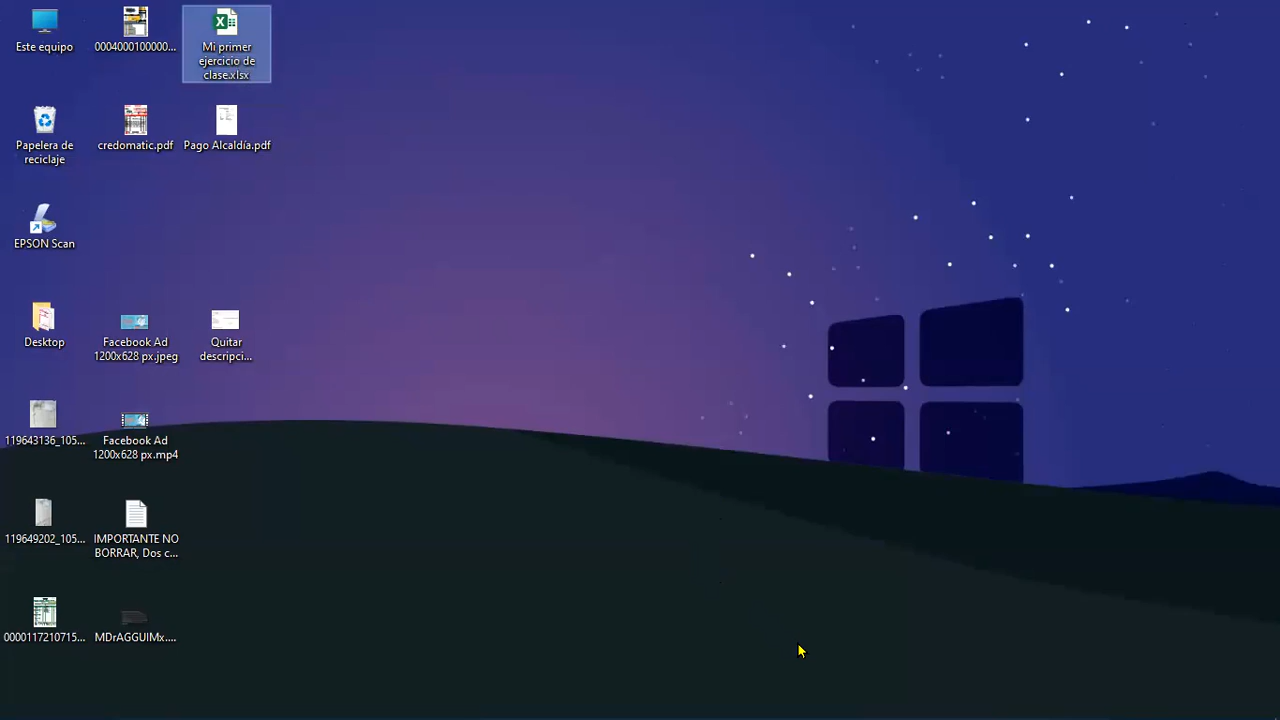 Este equipo
0004000100000...
Mi primer
ejercicio de
clase.xlsx
Papelera de
reciclaje
credomatic.pdf
Pago Alcaldía.pdf
EPSON Scan
Desktop
Facebook Ad
1200x628 px.jpeg
Quitar
descripci...
119643136_105...
Facebook Ad
1200x628 px.mp4
119649202_105...
IMPORTANTE NO
BORRAR, Dos c...
0000117210715...
MDrAGGUIMx....